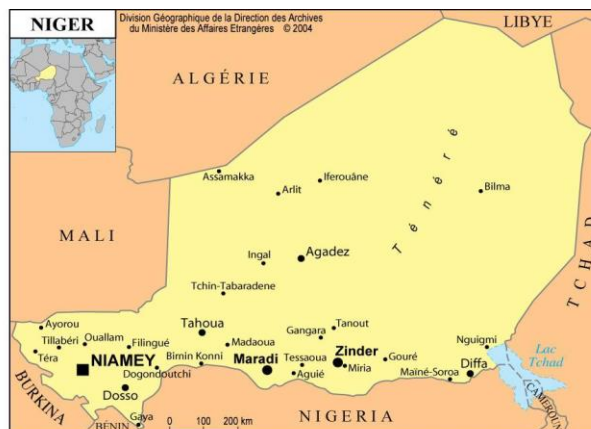 NIGER
Division Géographique de la Direction des Archives
du Ministère des Affaires Etrangères © 2004
LIBYE
ALGÉRIE
Ténéré
Assamakka
Iferouâne
Arlit
Bilma
MALI
Ingal
Agadez
TCHAD
Tchin-Tabaradene
Ayorou
Tahoua
Tanout
Tillabéri
Ouallam
Filingué
Madaoua
Gangara
Nguigmi
Lac
Tchad
Téra
NIAMEY
Birnin Konni
Maradi
Tessaoua
Zinder
Gouré
Dogondoutchi
Aguié
Miria
Maïné-Soroa
Diffa
BURKINA
Dosso
Gaya
BÉNIN
0 100 200 km
NIGERIA
CAMEROUN